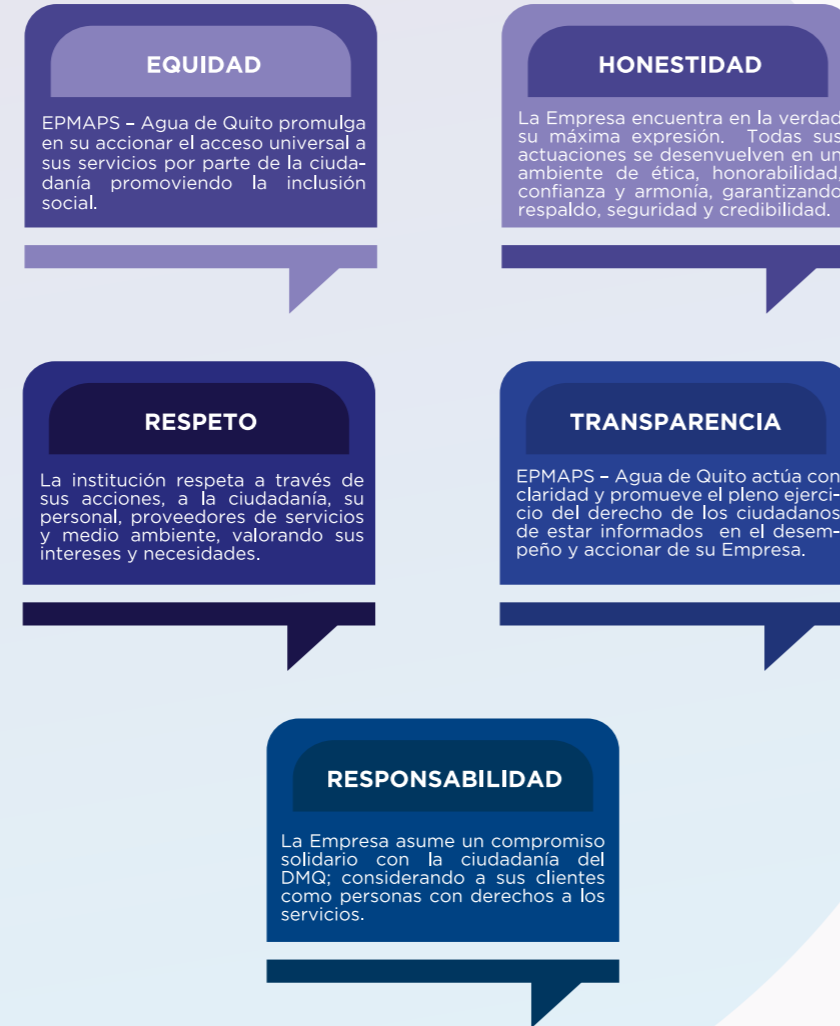 EQUIDAD
EPMAPS – Agua de Quito promulga
en su accionar el acceso universal a
sus servicios por parte de la ciuda-
danía promoviendo la inclusión
social.
HONESTIDAD
La Empresa encuentra en la verdad
su máxima expresión. Todas sus
actuaciones se desenvuelven en un
ambiente de ética, honorabilidad,
confianza y armonía, garantizando
respaldo, seguridad y credibilidad.
RESPETO
La institución respeta a través de
sus acciones, a la ciudadanía, su
personal, proveedores de servicios
y medio ambiente, valorando sus
intereses y necesidades.
TRANSPARENCIA
EPMAPS – Agua de Quito actúa con
claridad y promueve el pleno ejerci-
cio del derecho de los ciudadanos
de estar informados en el desem-
peño y accionar de su Empresa.
RESPONSABILIDAD
La Empresa asume un compromiso
solidario con la ciudadanía del
DMQ; considerando a sus clientes
como personas con derechos a los
servicios.